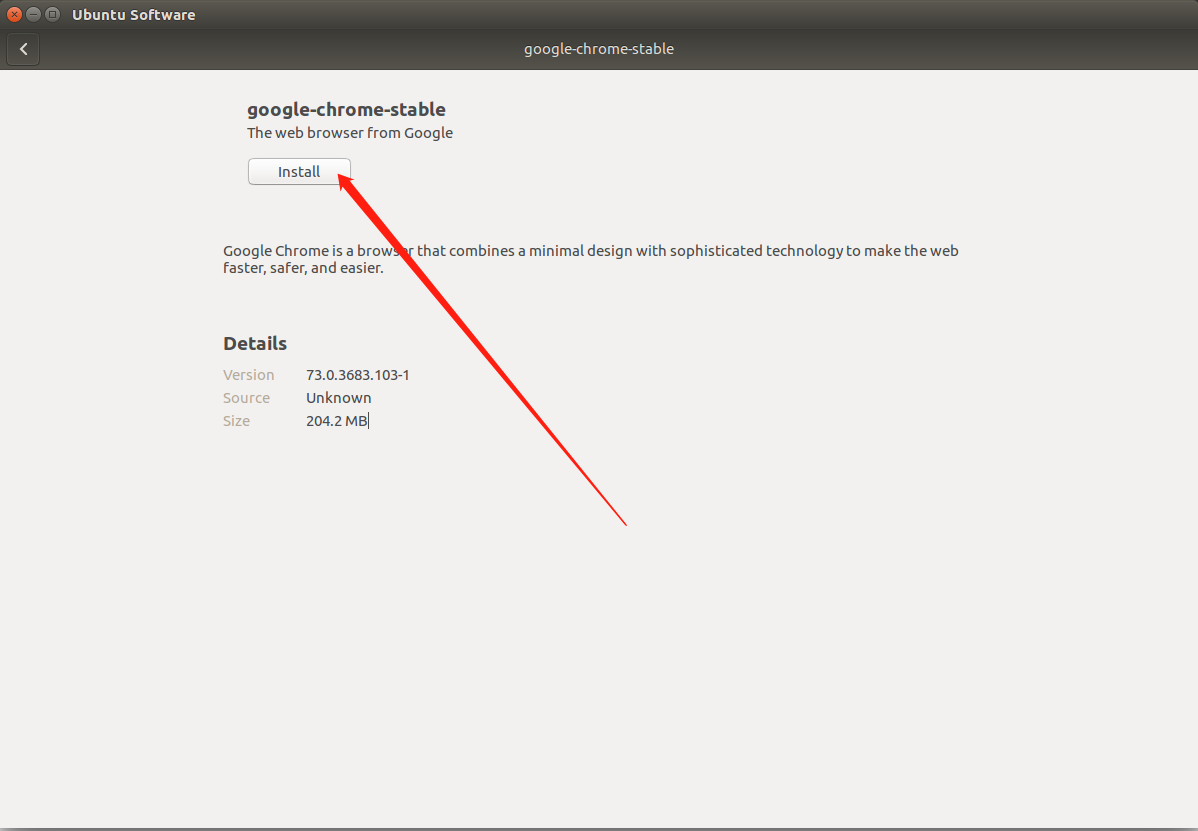 Ubuntu Software
google-chrome-stable
google-chrome-stable
The web browser from Google
Install
Google Chrome is a browser that combines a minimal design with sophisticated technology to make the web
faster, safer, and easier.
Details
Version 73.0.3683.103-1
Source Unknown
Size 204.2 MB